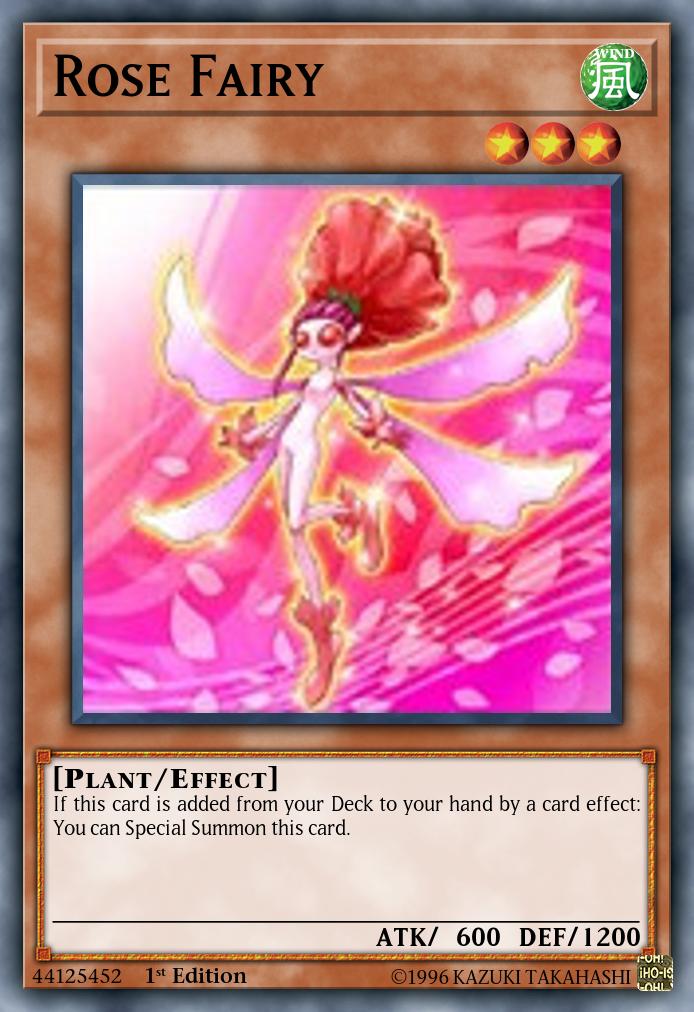 Rose Fairy
WIND
風
[Plant/Effect]
If this card is added from your Deck to your hand by a card effect:
You can Special Summon this card.
ATK/ 600 DEF/1200
44125452 1st Edition ©1996 KAZUKI TAKAHASHI